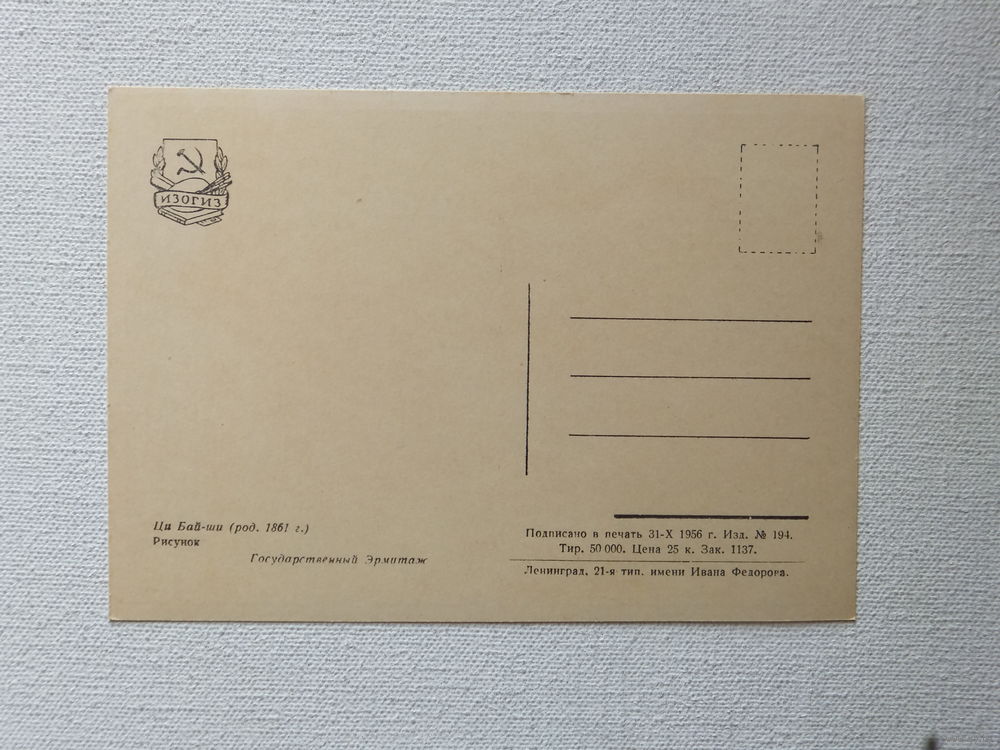 ИЗОГИЗ
Ци Бай-ши (род. 1861 г.)
Рисунок
Государственный Эрмитаж
Подписано в печать 31-X 1956 г. Изд. № 194.
Тир. 50 000. Цена 25 к. Зак. 1137.
Ленинград, 21-я тип. имени Ивана Федорова.